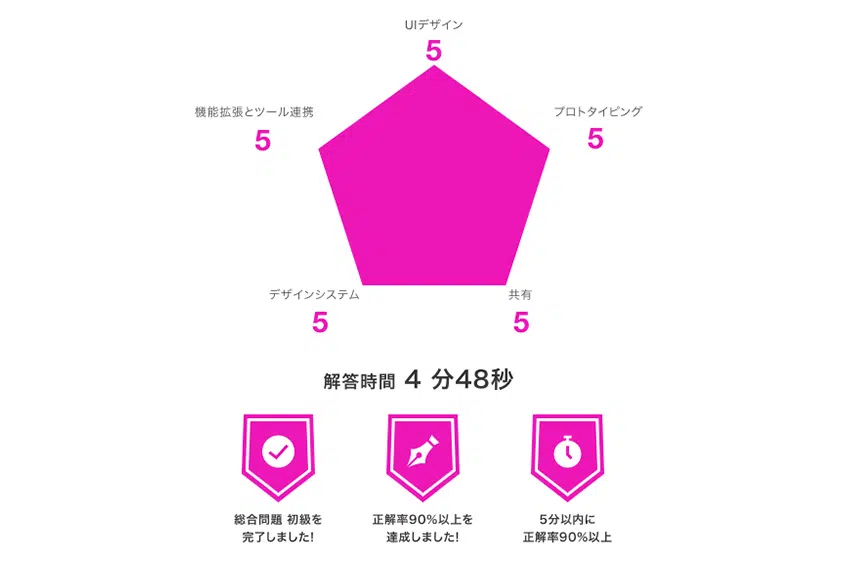 UIデザイン
5
機能拡張とツール連携
5
プロトタイピング
5
デザインシステム
5
共有
5
解答時間 4 分48秒
総合問題 初級を
完了しました!
正解率90%以上を
達成しました!
5分以内に
正解率90%以上